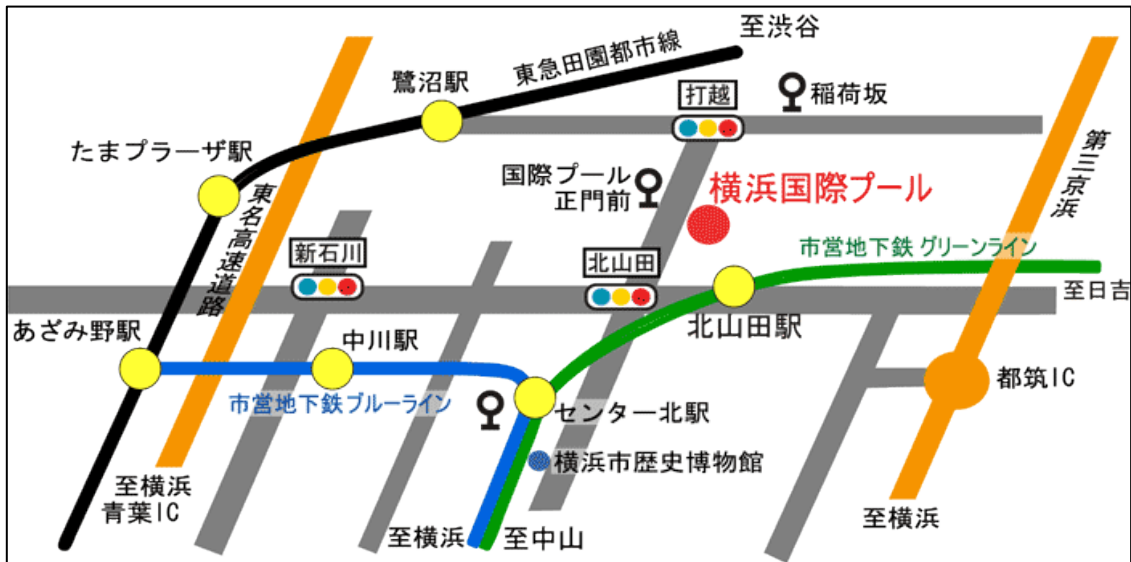 至渋谷
東急田園都市線
鷺沼駅
打越
稲荷坂
たまプラーザ駅
国際プール
正門前
横浜国際プール
第三京浜
東名高速道路
新石川
北山田
市営地下鉄 グリーンライン
至日吉
あざみ野駅
中川駅
北山田駅
都筑IC
市営地下鉄ブルーライン
センター北駅
横浜市歴史博物館
至横浜
青葉IC
至横浜
至中山
至横浜